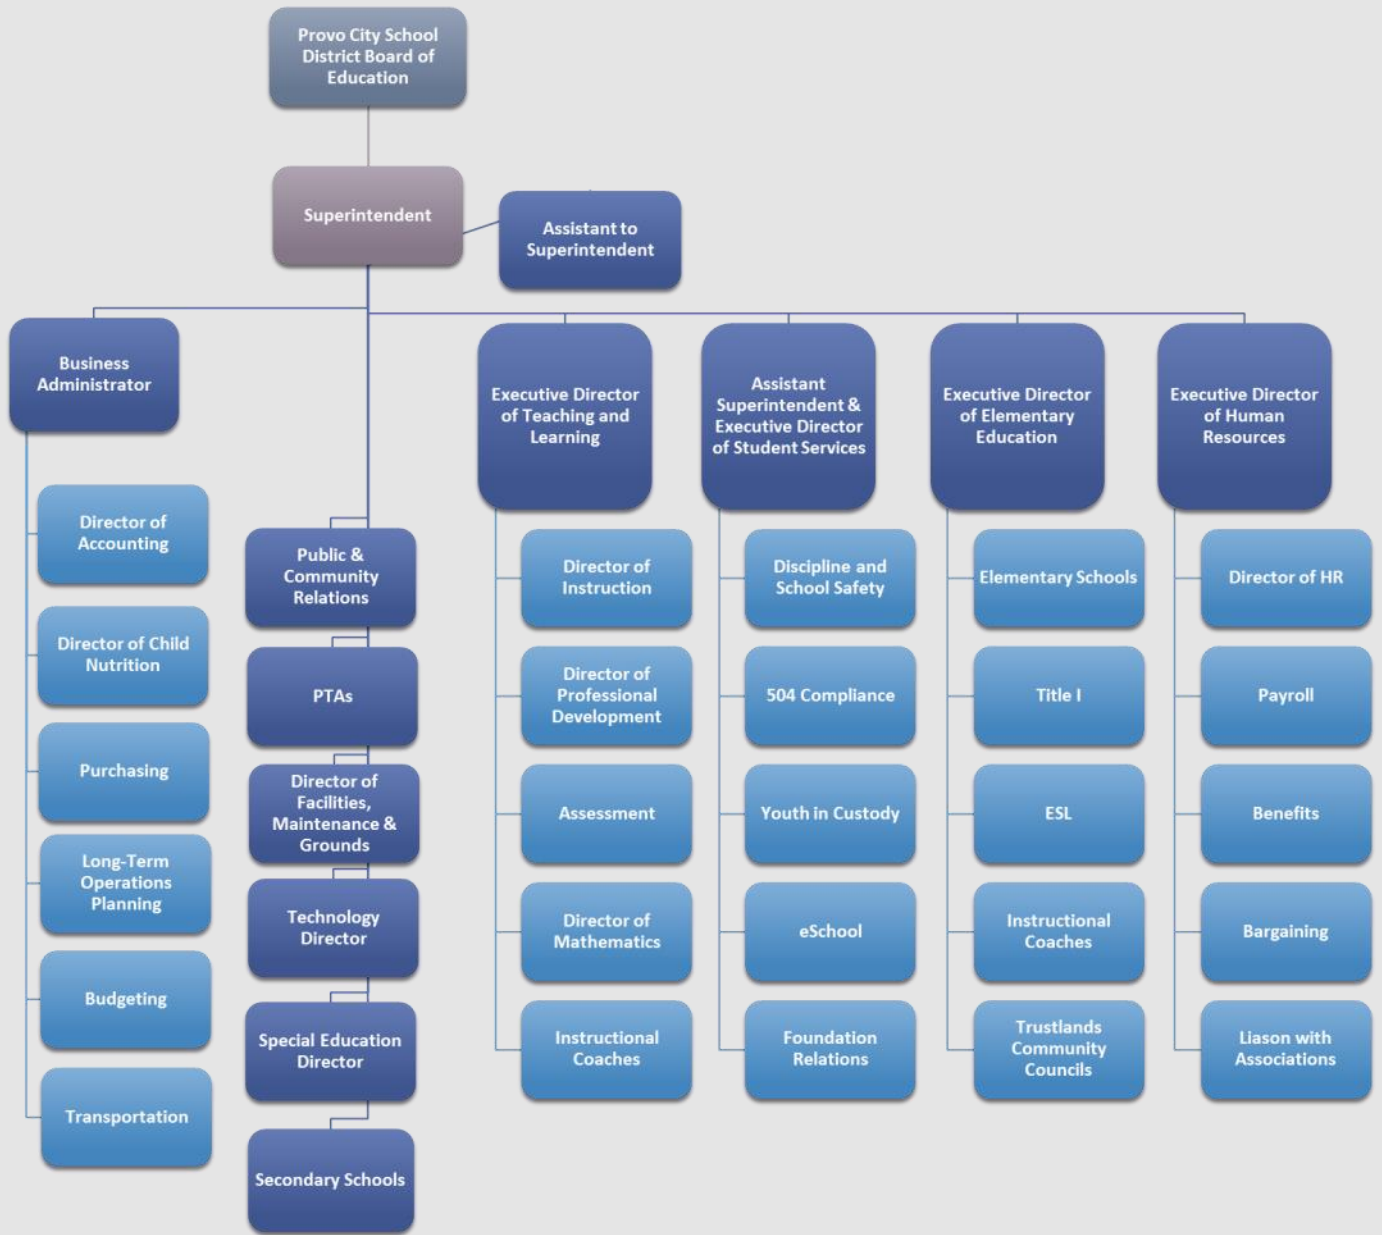 Provo City School
District Board of
Education
Superintendent
Assistant to
Superintendent
Business
Administrator
Director of
Accounting
Director of Child
Nutrition
Purchasing
Long-Term
Operations
Planning
Budgeting
Transportation
Public &
Community
Relations
PTAs
Director of
Facilities,
Maintenance &
Grounds
Technology
Director
Special Education
Director
Secondary Schools
Executive Director
of Teaching and
Learning
Director of
Instruction
Director of
Professional
Development
Assessment
Director of
Mathematics
Instructional
Coaches
Assistant
Superintendent &
Executive Director
of Student Services
Discipline and
School Safety
504 Compliance
Youth in Custody
eSchool
Foundation
Relations
Executive Director
of Elementary
Education
Elementary Schools
Title I
ESL
Instructional
Coaches
Trustlands
Community
Councils
Executive Director
of Human
Resources
Director of HR
Payroll
Benefits
Bargaining
Liason with
Associations